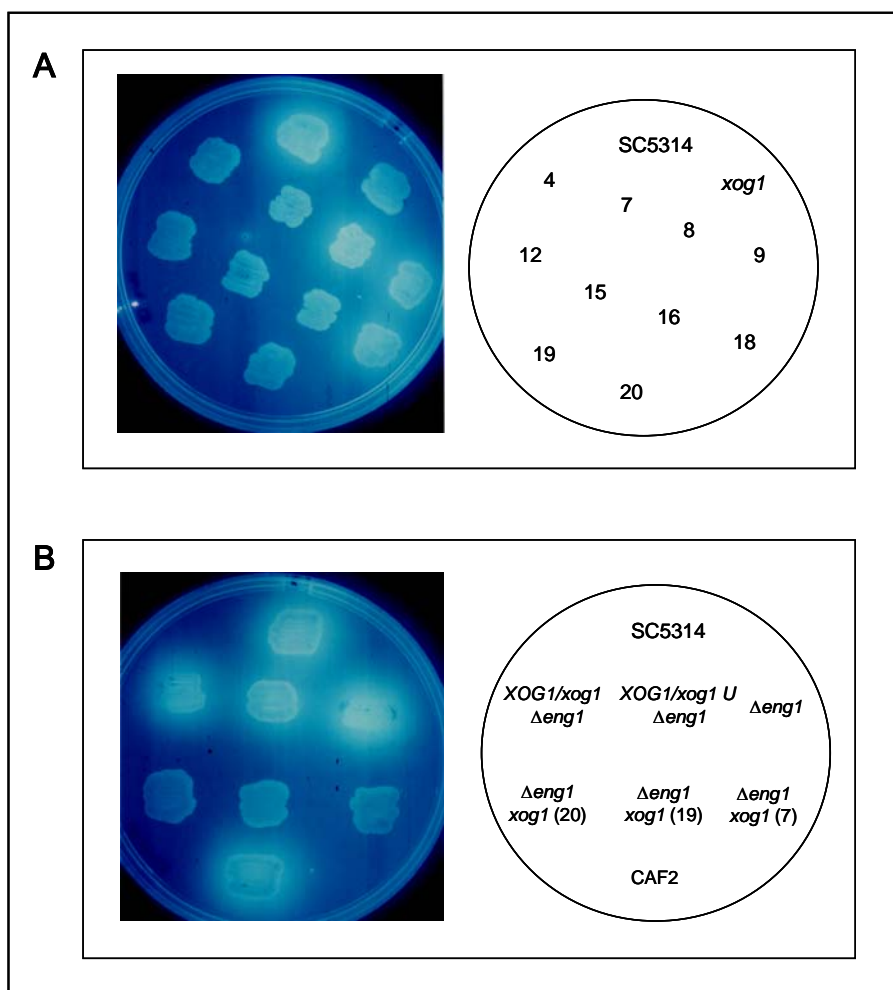 A
SC5314
4
xog1
7
8
12
9
15
16
18
19
20
B
SC5314
XOG1/xog1
Δeng1
XOG1/xog1 U
Δeng1
Δeng1
Δeng1
xog1 (20)
Δeng1
xog1 (19)
Δeng1
xog1 (7)
CAF2